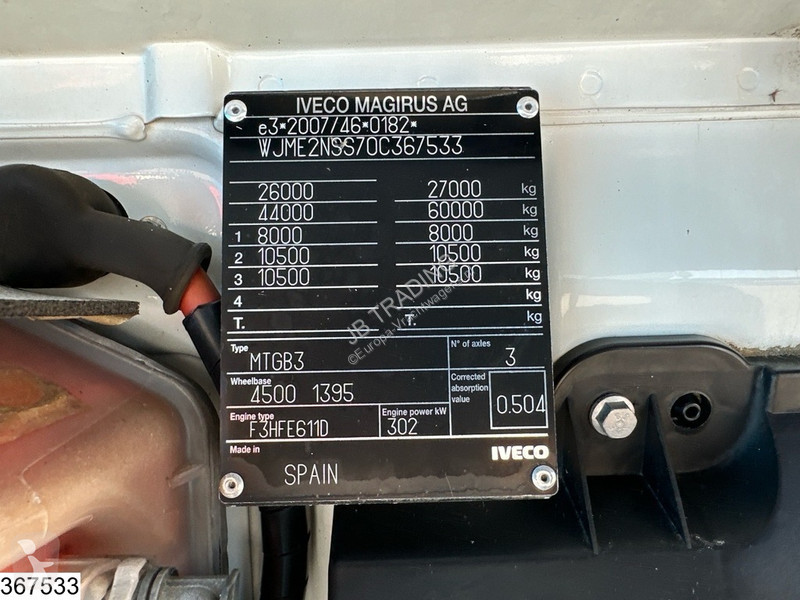 IVECO MAGIRUS AG
e3*2007/46*0182*
WJME2NSS70C367533
26000 27000 kg
44000 60000 kg
1 8000 8000 kg
2 10500 10500 kg
3 10500 10500 kg
4 kg
T. T. kg
Type MTGB3 N° of axles 3
Wheelbase 4500 1395 Corrected absorption value 0.504
Engine type F3HFE611D Engine power kW 302
Made in SPAIN IVECO
JB TRADING
©Europa-Vrachtwagens
367533